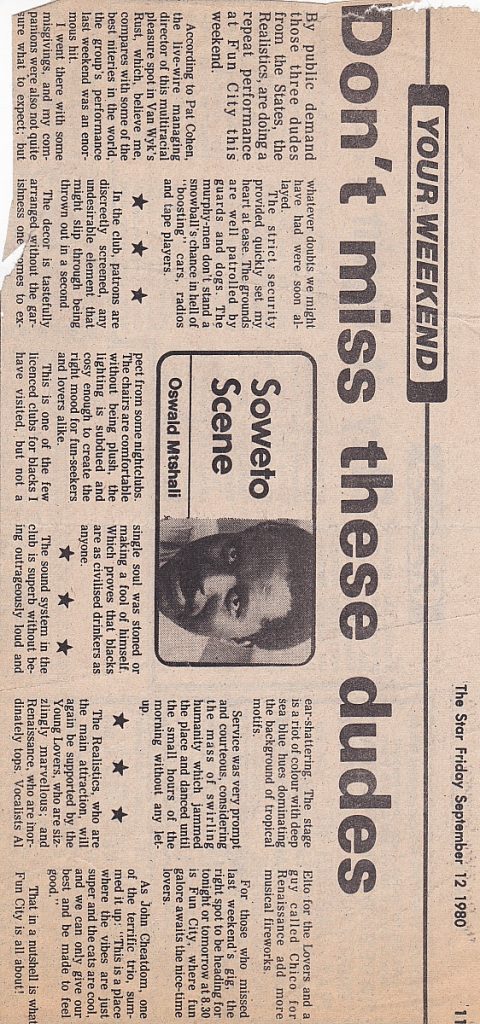 The Star Friday September 12 1980
11
YOUR WEEKEND
Don't miss these dudes
By public demand
those three dudes
from the States, the
Realistics, are doing a
repeat performance
at Fun City this
weekend.
According to Pat Cohen,
the live-wire managing
director of this multiracial
pleasure spot in Van Wyk's
Rust, which, believe me,
compares with some of the
best niteries in the world,
the group's performance
last weekend was an enor-
mous hit.
I went there with some
misgivings, and my com-
panions were also not quite
sure what to expect; but
whatever doubts we might
have had were soon al-
layed.
The strict security
provided quickly set my
heart at ease. The grounds
are well patrolled by
guards and dogs. The
murphy-men don't stand a
snowball's chance in hell of
"boosting" cars, radios
and tape players.
★ ★ ★
In the club, patrons are
discreetly screened, any
undesirable element that
might slip through being
thrown out in a second.
The decor is tastefully
arranged without the gar-
ishness one comes to ex-
Soweto
Scene
Oswald Mtshali
pect from some nightclubs.
The chairs are comfortable
without being plush, the
lighting is subdued and
cosy enough to create the
right mood for fun-seekers
and lovers alike.
This is one of the few
licenced clubs for blacks I
have visited, but not a
single soul was stoned or
making a fool of himself.
Which proves that blacks
are as civilised drinkers as
anyone.
★ ★ ★
The sound system in the
club is superb without be-
ing outrageously loud and
ear-shattering. The stage
is a riot of colour with deep
sea blue hues dominating
the background of tropical
motifs.
Service was very prompt
and courteous, considering
the mass of swirling
humanity which jammed
the place and danced until
the small hours of the
morning without any let-
up.
★ ★ ★
The Realistics, who are
the main attraction, will
again be supported by the
Young Lovers, who are siz-
zlingly marvellous; and
Renaissance, who are inor-
dinately tops. Vocalists Al
Elto for the Lovers and a
guy called Chico for
Renaissance add more
musical fireworks.
For those who missed
last weekend's gig, the
right spot to be heading for
tonight or tomorrow at 8.30
is Fun City, where fun
galore awaits the nice-time
lovers.
As John Cheatdom, one
of the terrific trio, sum-
med it up: "This is a place
where the vibes are just
super and the cats are cool,
and we can only give our
best and be made to feel
good."
That in a nutshell is what
Fun City is all about!